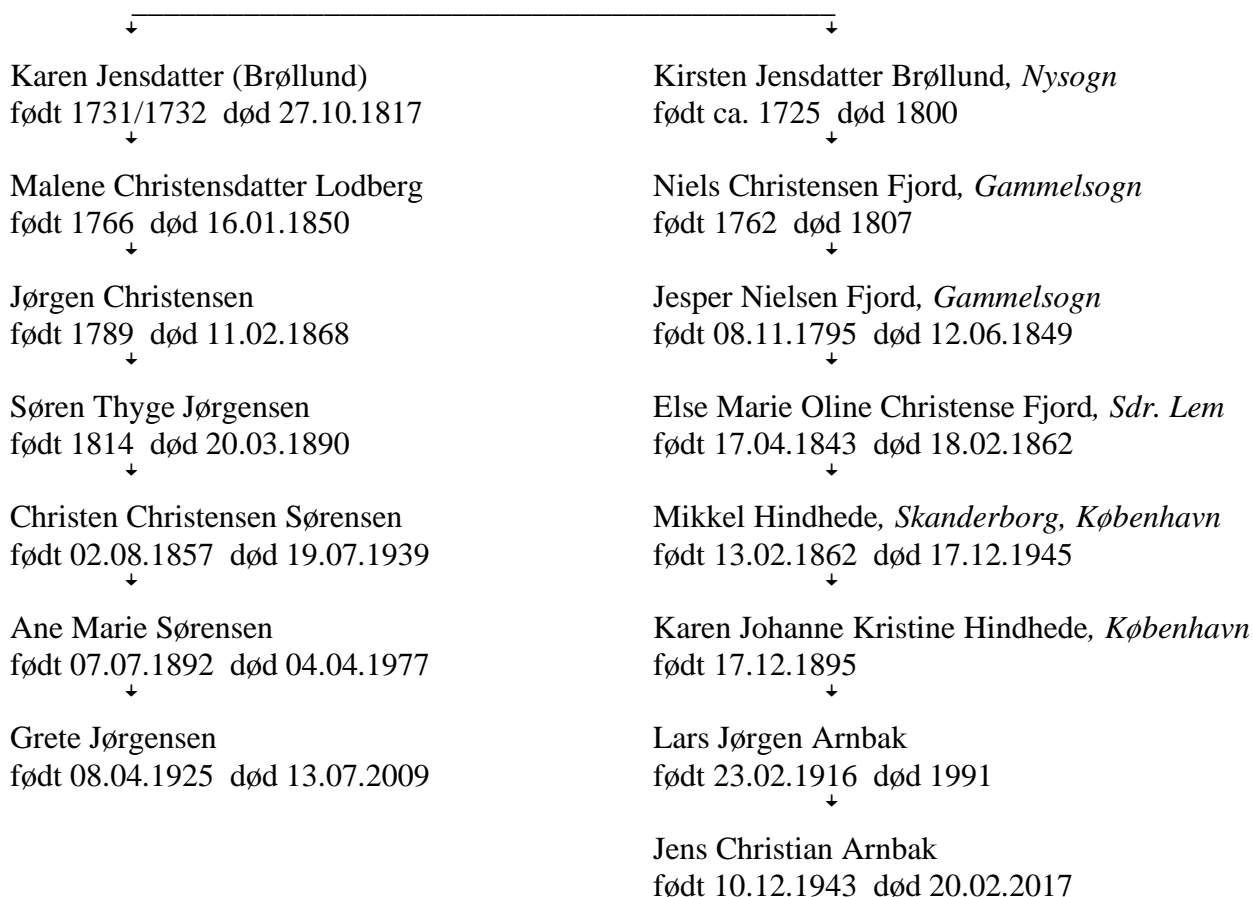 Karen Jensdatter (Brøllund)
født 1731/1732  død 27.10.1817
Malene Christensdatter Lodberg
født 1766  død 16.01.1850
Jørgen Christensen
født 1789  død 11.02.1868
Søren Thyge Jørgensen
født 1814  død 20.03.1890
Christen Christensen Sørensen
født 02.08.1857  død 19.07.1939
Ane Marie Sørensen
født 07.07.1892  død 04.04.1977
Grete Jørgensen
født 08.04.1925  død 13.07.2009
Kirsten Jensdatter Brøllund, Nysogn
født ca. 1725  død 1800
Niels Christensen Fjord, Gammelsogn
født 1762  død 1807
Jesper Nielsen Fjord, Gammelsogn
født 08.11.1795  død 12.06.1849
Else Marie Oline Christense Fjord, Sdr. Lem
født 17.04.1843  død 18.02.1862
Mikkel Hindhede, Skanderborg, København
født 13.02.1862  død 17.12.1945
Karen Johanne Kristine Hindhede, København
født 17.12.1895
Lars Jørgen Arnbak
født 23.02.1916  død 1991
Jens Christian Arnbak
født 10.12.1943  død 20.02.2017